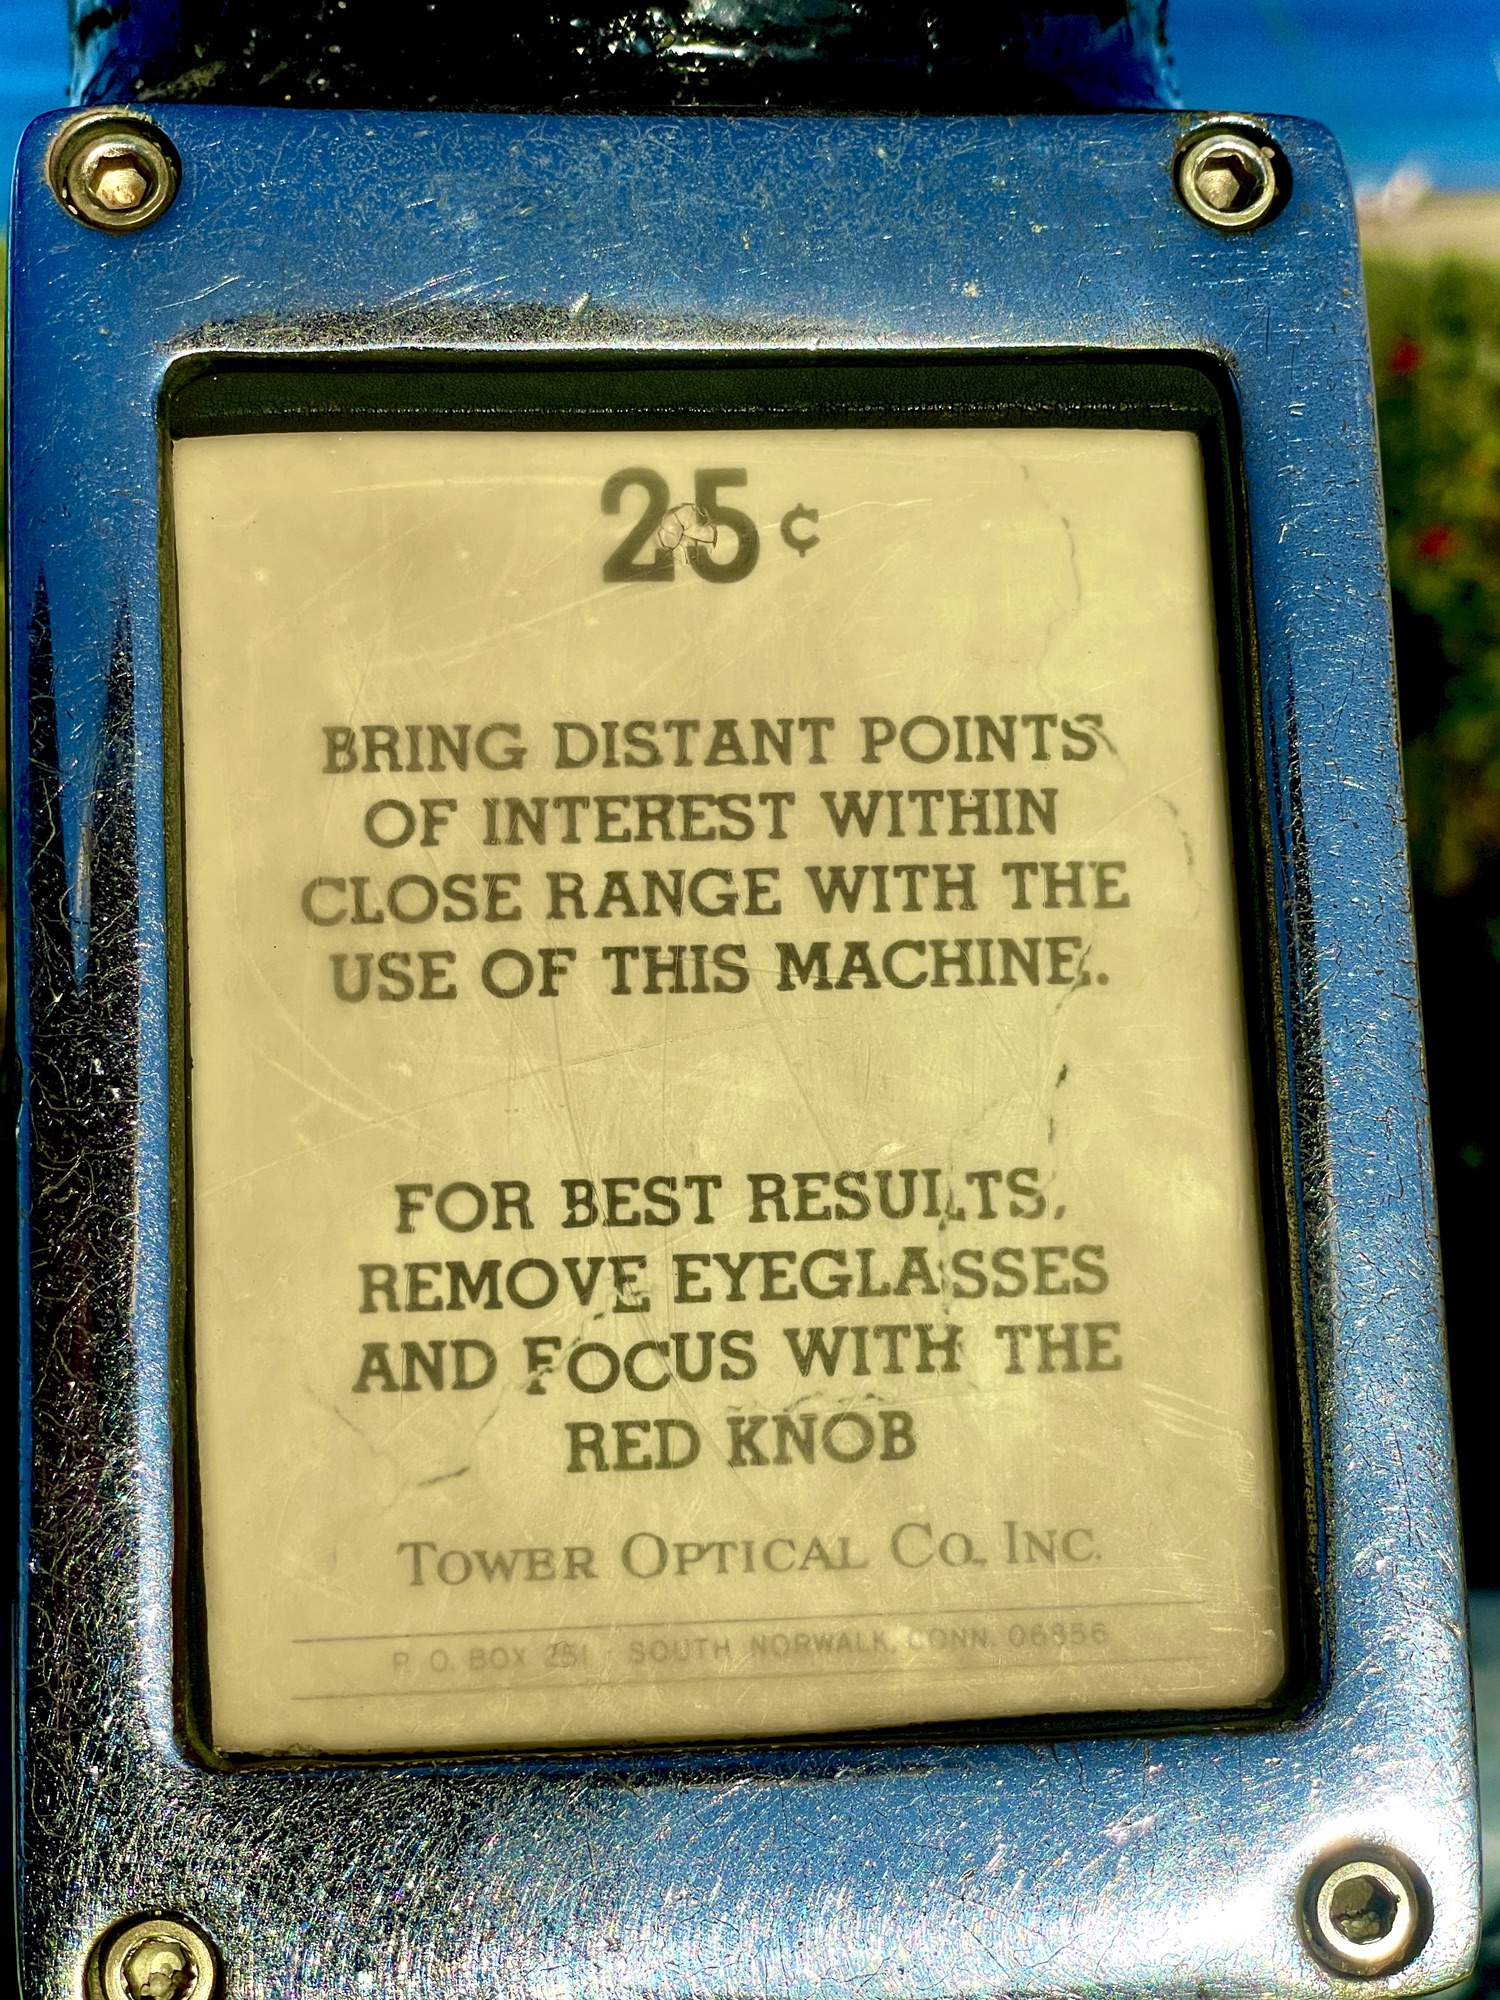 25¢
BRING DISTANT POINTS
OF INTEREST WITHIN
CLOSE RANGE WITH THE
USE OF THIS MACHINE.
FOR BEST RESULTS,
REMOVE EYEGLASSES
AND FOCUS WITH THE
RED KNOB
TOWER OPTICAL CO. INC.
P. O. BOX 251 · SOUTH NORWALK, CONN. 06856